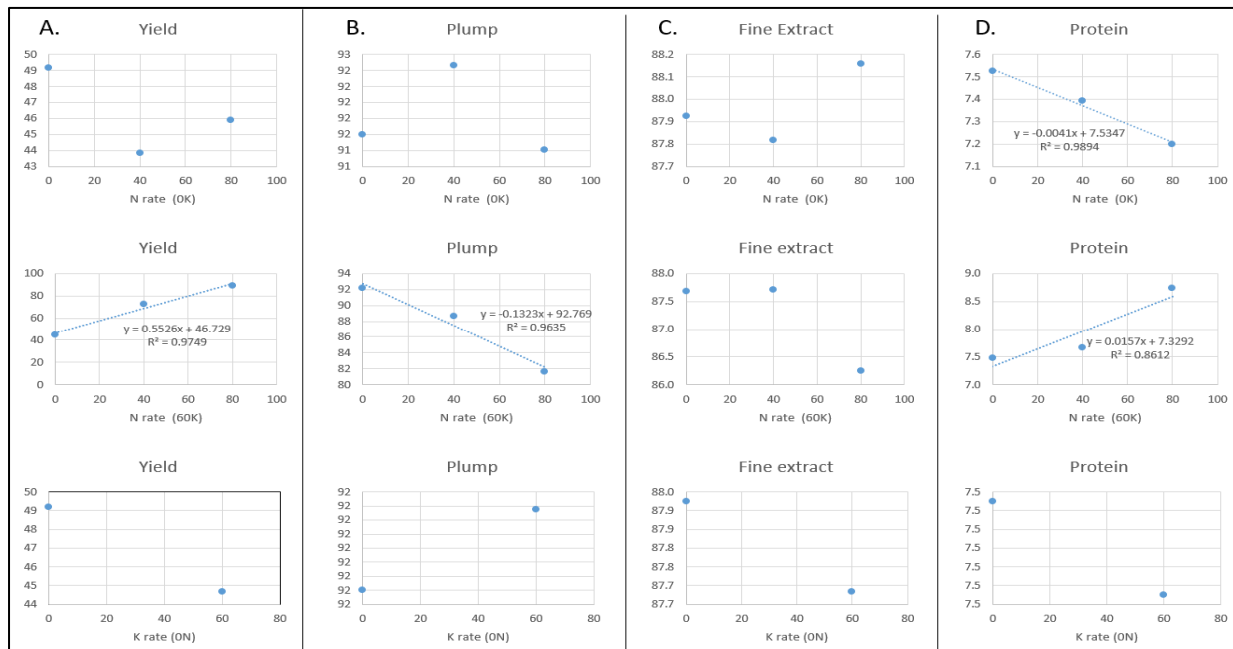 A.
Yield
50
49
48
47
46
45
44
43
0 20 40 60 80 100
N rate (0K)
B.
Plump
93
92
92
92
92
92
91
91
0 20 40 60 80 100
N rate (0K)
C.
Fine Extract
88.2
88.1
88.0
87.9
87.8
87.7
0 20 40 60 80 100
N rate (0K)
D.
Protein
7.6
7.5
7.4
7.3
7.2
7.1
y = -0.0041x + 7.5347
R² = 0.9894
0 20 40 60 80 100
N rate (0K)
Yield
100
80
60
40
20
0
y = 0.5526x + 46.729
R² = 0.9749
0 20 40 60 80 100
N rate (60K)
Plump
94
92
90
88
86
84
82
80
y = -0.1323x + 92.769
R² = 0.9635
0 20 40 60 80 100
N rate (60K)
Fine extract
88.0
87.5
87.0
86.5
86.0
0 20 40 60 80 100
N rate (60K)
Protein
9.0
8.5
8.0
7.5
7.0
y = 0.0157x + 7.3292
R² = 0.8612
0 20 40 60 80 100
N rate (60K)
Yield
50
49
48
47
46
45
44
0 20 40 60 80
K rate (0N)
Plump
92
92
92
92
92
92
92
92
92
0 20 40 60 80
K rate (0N)
Fine extract
88.0
87.9
87.9
87.8
87.8
87.7
87.7
0 20 40 60 80
K rate (0N)
Protein
7.5
7.5
7.5
7.5
7.5
7.5
7.5
0 20 40 60 80
K rate (0N)